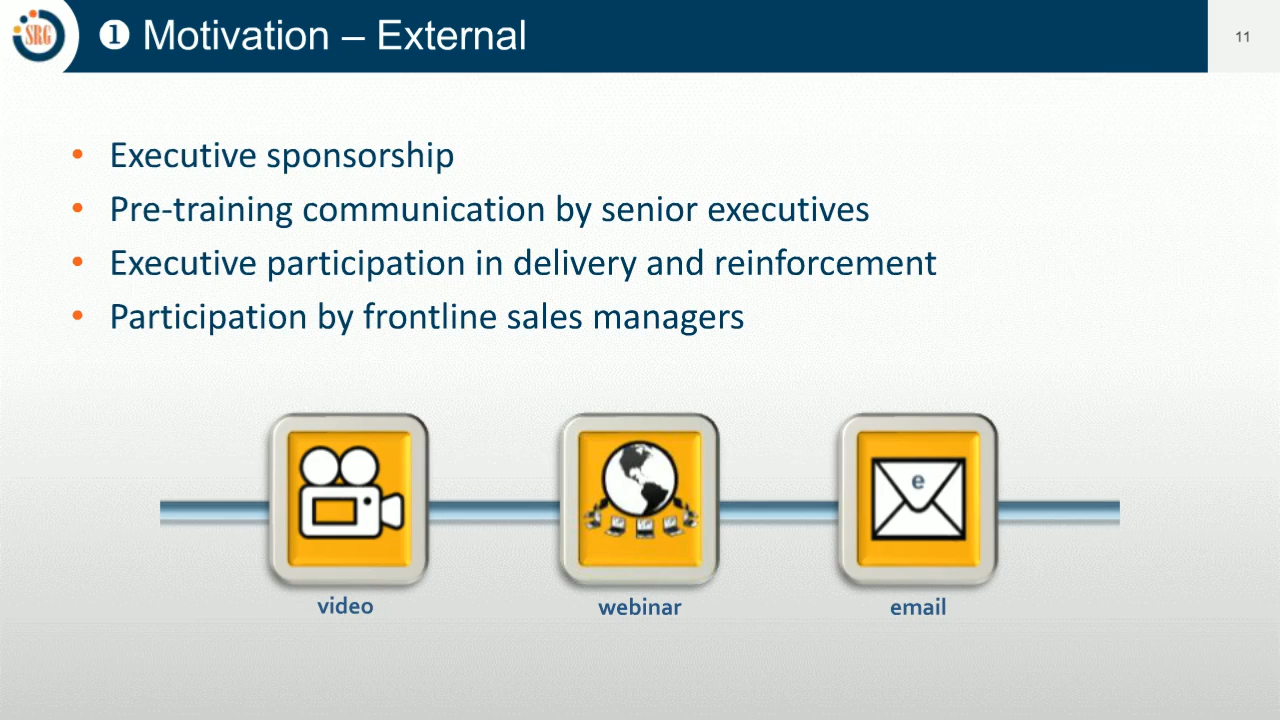 SRG
❶ Motivation – External
11
• Executive sponsorship
• Pre-training communication by senior executives
• Executive participation in delivery and reinforcement
• Participation by frontline sales managers
e
video
webinar
email